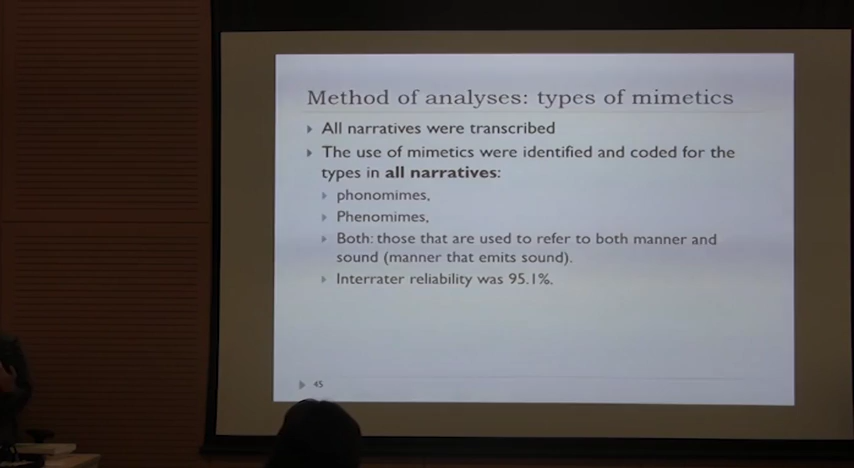 Method of analyses: types of mimetics
All narratives were transcribed
The use of mimetics were identified and coded for the
types in all narratives:
phonomimes,
Phenomimes,
Both: those that are used to refer to both manner and
sound (manner that emits sound).
Interrater reliability was 95.1%.
45